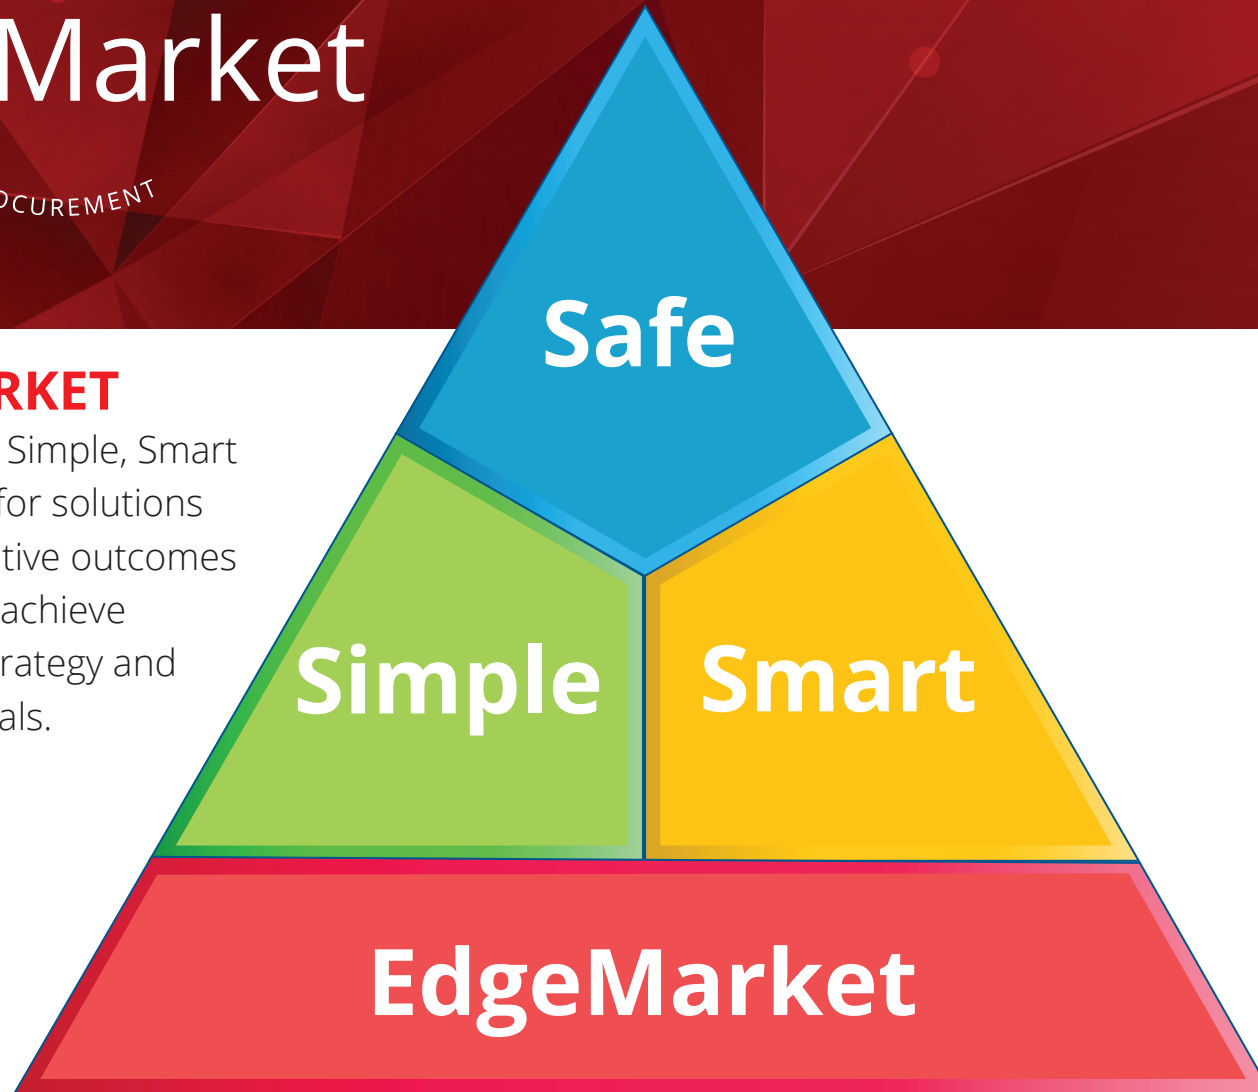 Market
OCUREMENT
RKET
Simple, Smart
for solutions
tive outcomes
achieve
rategy and
als.
Safe
Simple
Smart
EdgeMarket